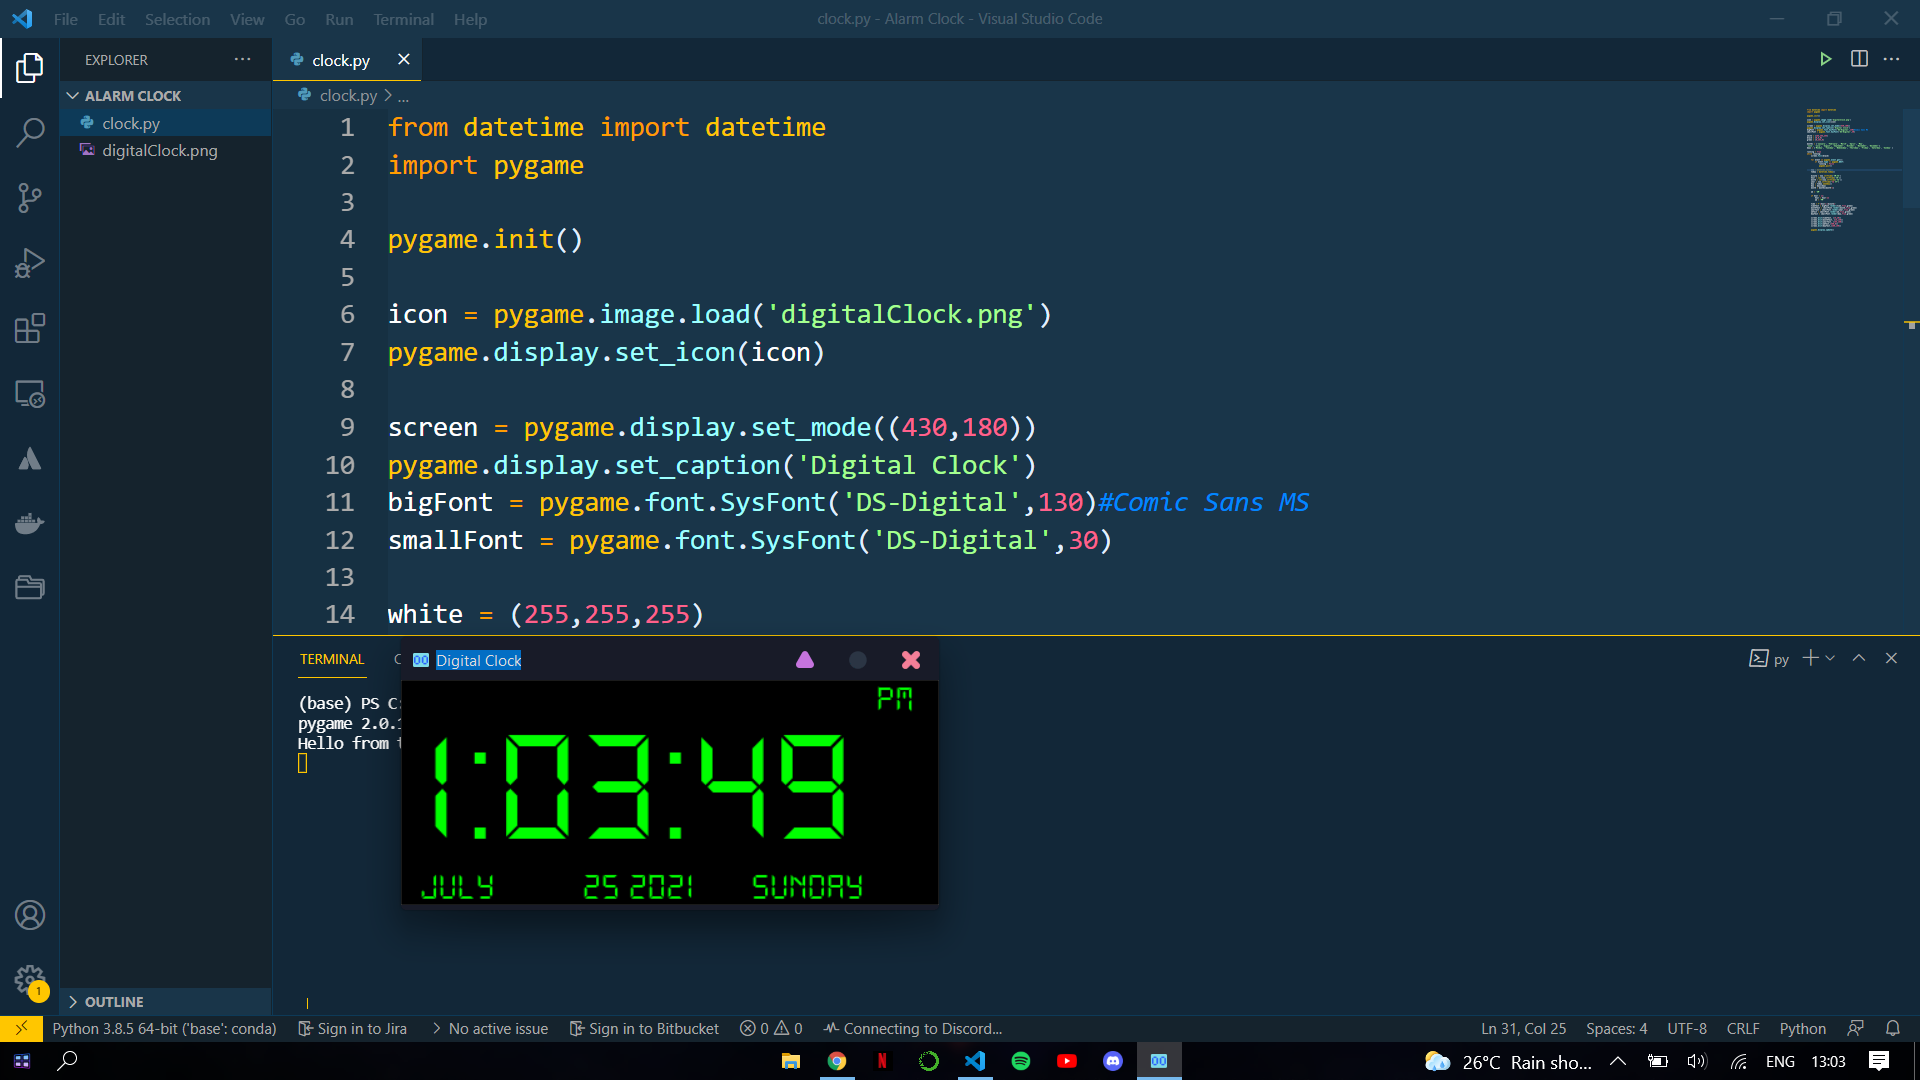 File Edit Selection View Go Run Terminal Help
clock.py - Alarm Clock - Visual Studio Code
EXPLORER
ALARM CLOCK
clock.py
digitalClock.png
OUTLINE
clock.py
clock.py > ...
1 from datetime import datetime
2 import pygame
3
4 pygame.init()
5
6 icon = pygame.image.load('digitalClock.png')
7 pygame.display.set_icon(icon)
8
9 screen = pygame.display.set_mode((430,180))
10 pygame.display.set_caption('Digital Clock')
11 bigFont = pygame.font.SysFont('DS-Digital',130)#Comic Sans MS
12 smallFont = pygame.font.SysFont('DS-Digital',30)
13
14 white = (255,255,255)
TERMINAL
py
(base) PS C:
pygame 2.0.1
Hello from t
Digital Clock
PM
1:03:49
JULY 25 2021 SUNDAY
1
Python 3.8.5 64-bit ('base': conda) Sign in to Jira No active issue Sign in to Bitbucket 0 0 Connecting to Discord... Ln 31, Col 25 Spaces: 4 UTF-8 CRLF Python
26°C Rain sho... ENG 13:03